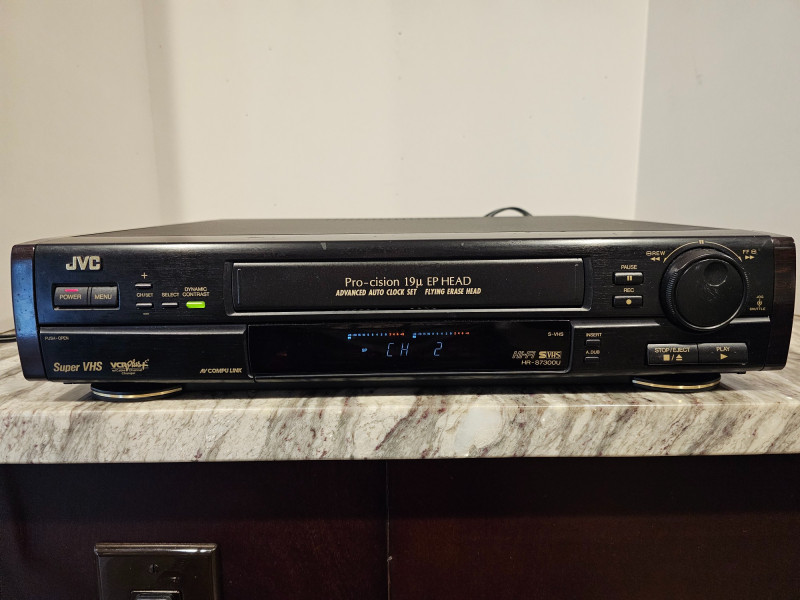 JVC
POWER
MENU
+
CH/SET
−
SELECT
DYNAMIC
CONTRAST
Pro-cision 19µ EP HEAD
ADVANCED AUTO CLOCK SET FLYING ERASE HEAD
PAUSE
REC
REW
FF
JOG
SHUTTLE
PUSH-OPEN
Super VHS
VCR Plus+
AV COMPU LINK
SP
CH 2
S-VHS
Hi-Fi SVHS
HR-S7300U
INSERT
A.DUB
STOP/EJECT
PLAY